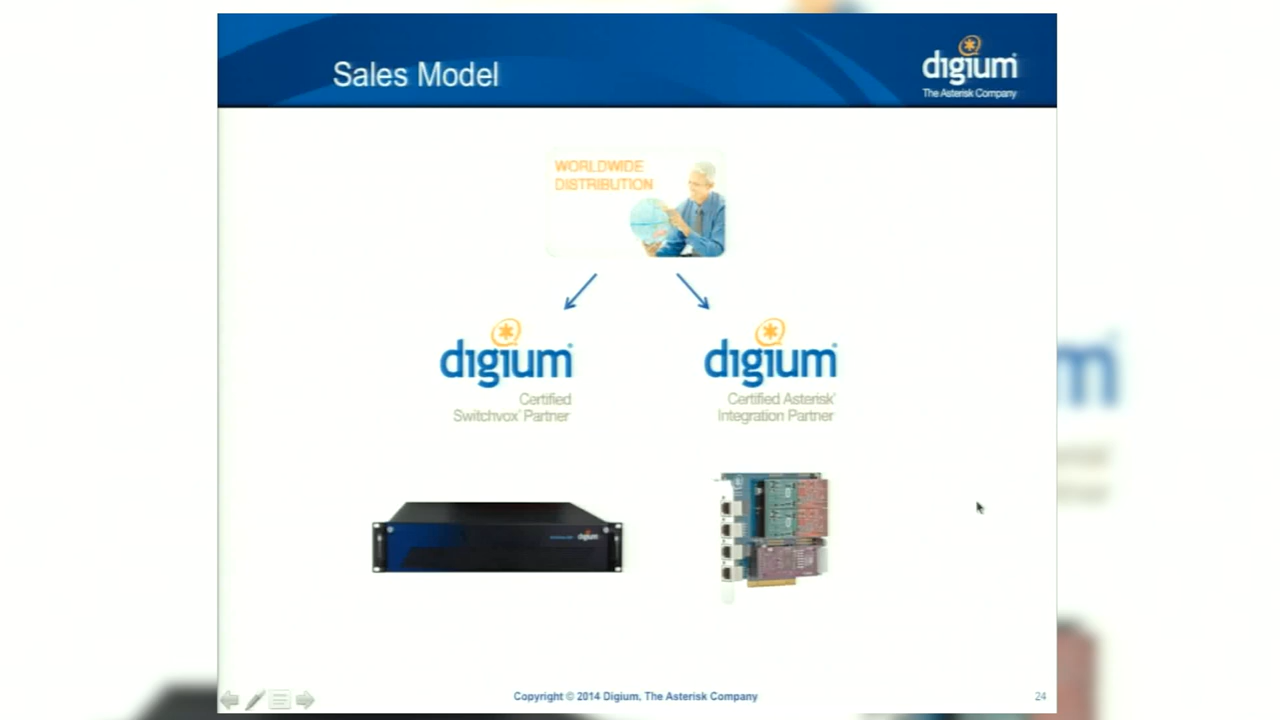 Sales Model
digium®
The Asterisk Company
WORLDWIDE
DISTRIBUTION
digium®
Certified
Switchvox® Partner
digium®
Certified Asterisk®
Integration Partner
digium
Copyright © 2014 Digium, The Asterisk Company
24